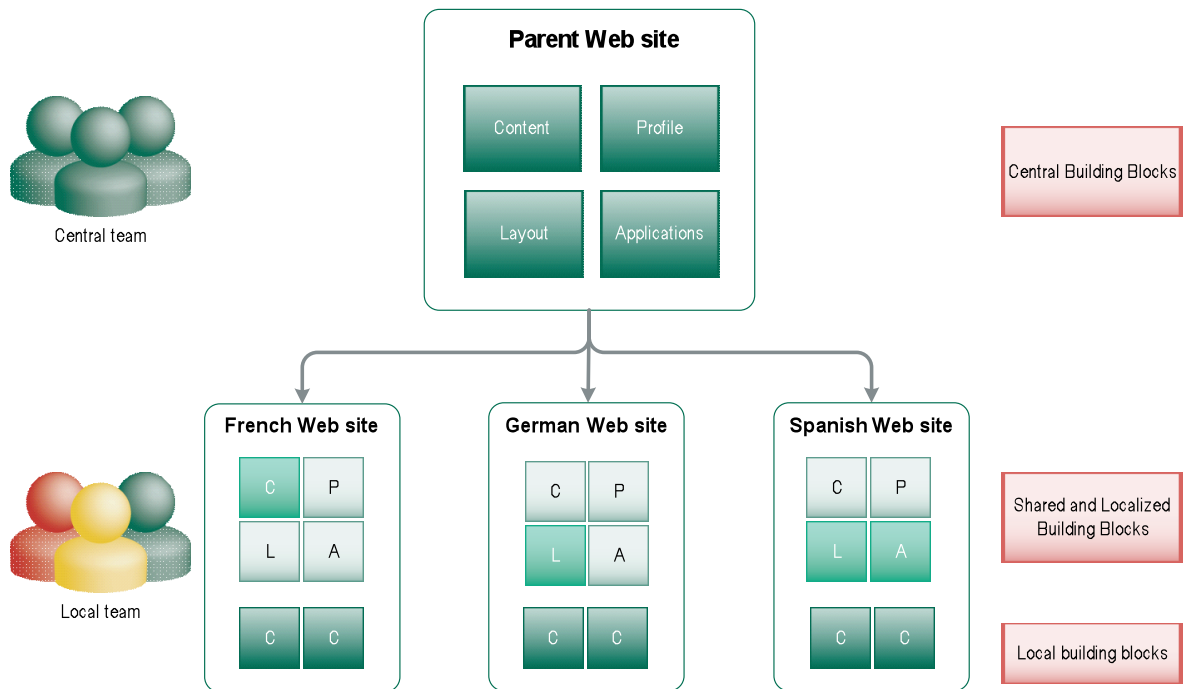 Parent Web site
Content
Profile
Central Building Blocks
Layout
Applications
Central team
French Web site
German Web site
Spanish Web site
C P
C P
C P
Shared and Localized
Building Blocks
L A
L A
L A
Local team
C C
C C
C C
Local building blocks